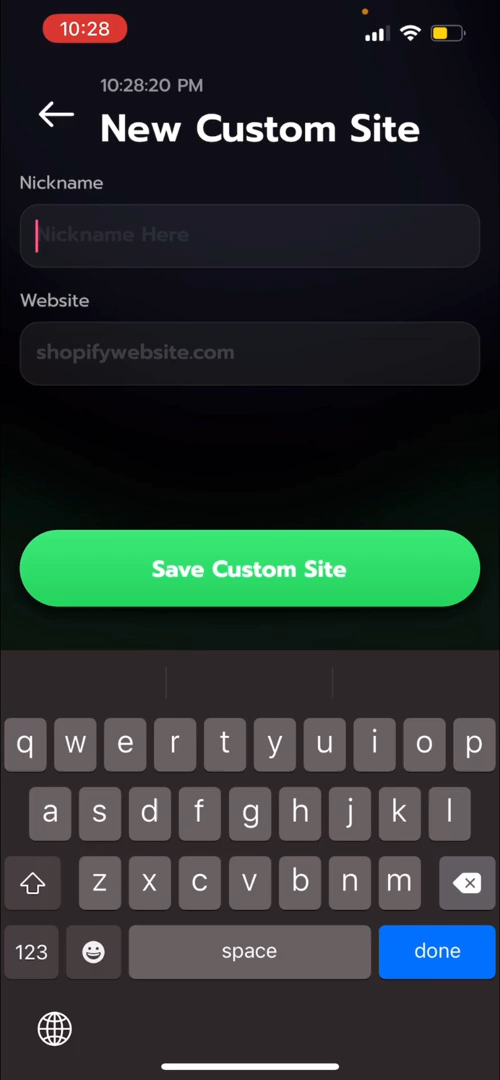 10:28
10:28:20 PM
New Custom Site
Nickname
Nickname Here
Website
shopifywebsite.com
Save Custom Site
q w e r t y u i o p
a s d f g h j k l
z x c v b n m
123 space done